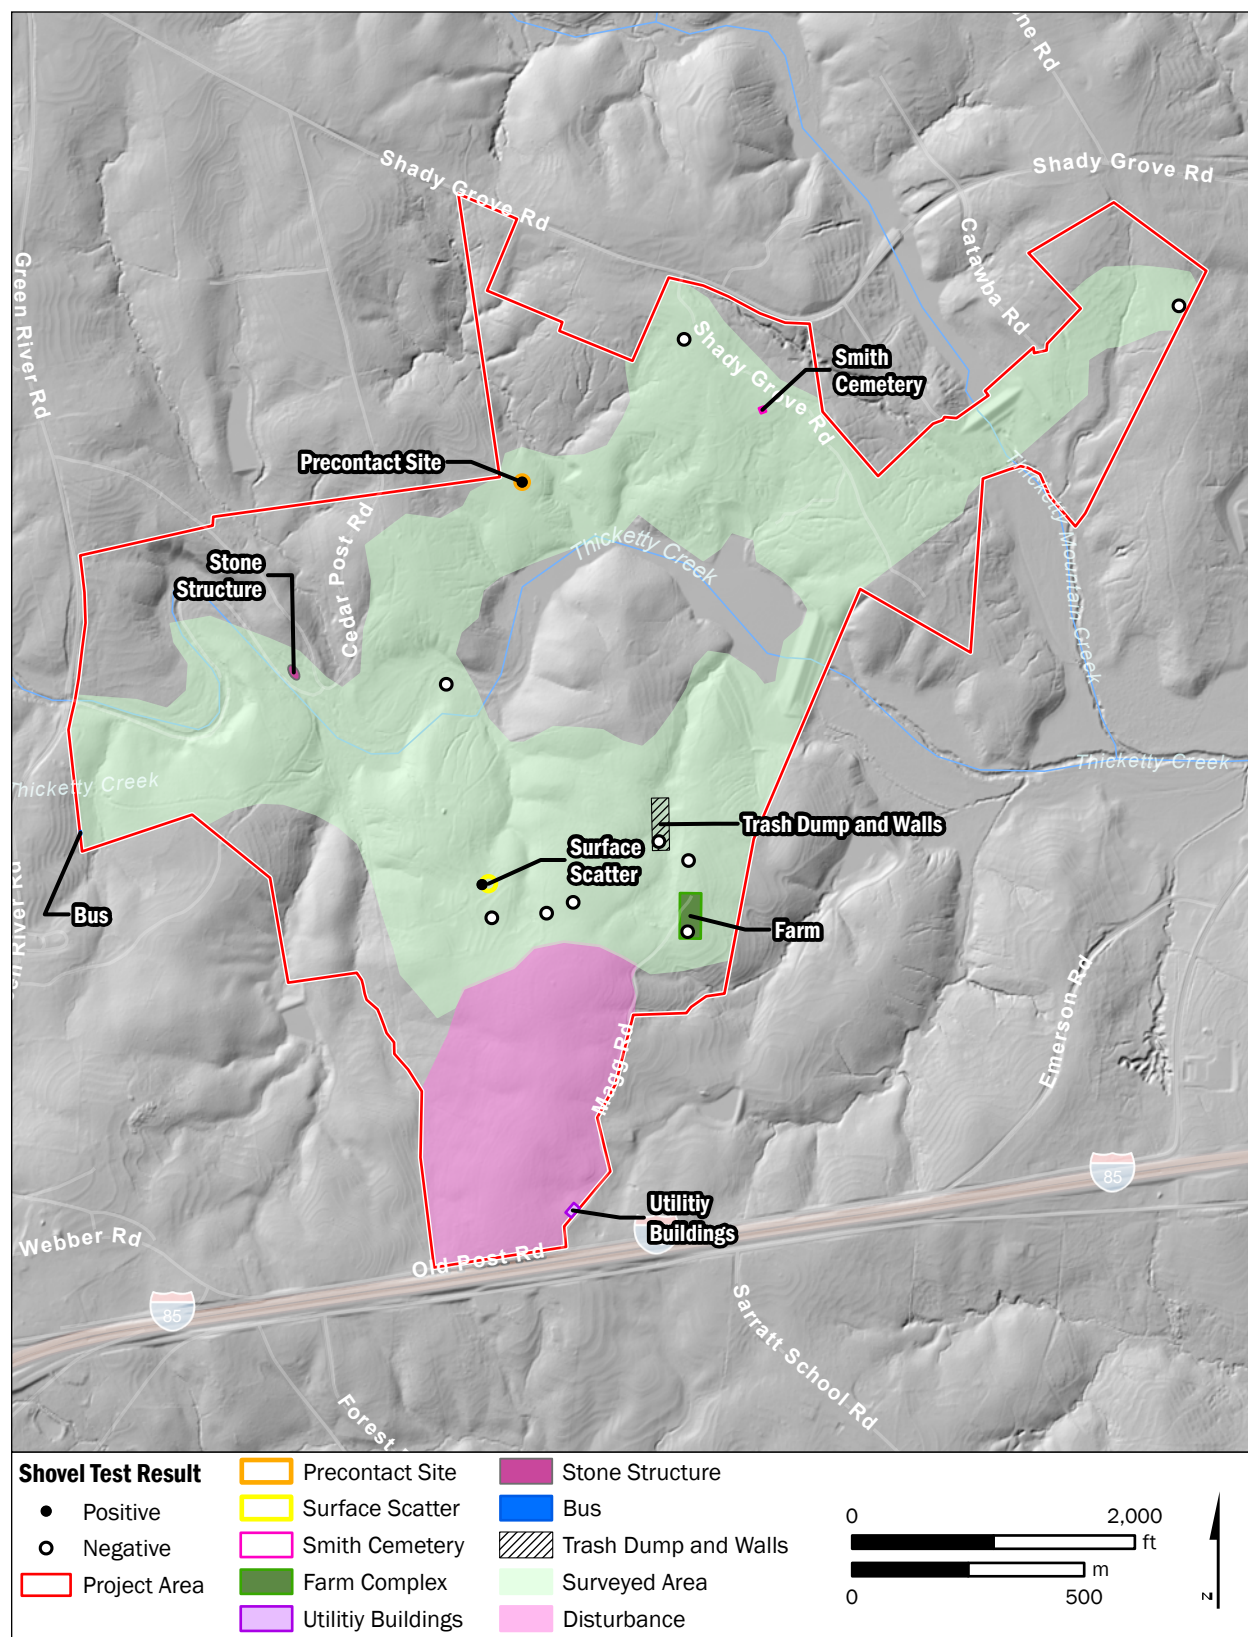 ne Rd
Shady Grove Rd
Shady Grove Rd
Catawba Rd
Green River Rd
Shady Grove Rd
Smith
Cemetery
Precontact Site
Cedar Post Rd
Thicketty Creek
Thicketty Mountain Creek
Stone
Structure
Thicketty Creek
Thicketty Creek
Trash Dump and Walls
Surface
Scatter
Bus
Farm
en River Rd
Emerson Rd
Magg Rd
85
Utilitiy
Buildings
Webber Rd
Old Post Rd
85
Sarratt School Rd
Forest
Shovel Test Result
Positive
Negative
Project Area
Precontact Site
Surface Scatter
Smith Cemetery
Farm Complex
Utilitiy Buildings
Stone Structure
Bus
Trash Dump and Walls
Surveyed Area
Disturbance
0 2,000
ft
m
0 500
N